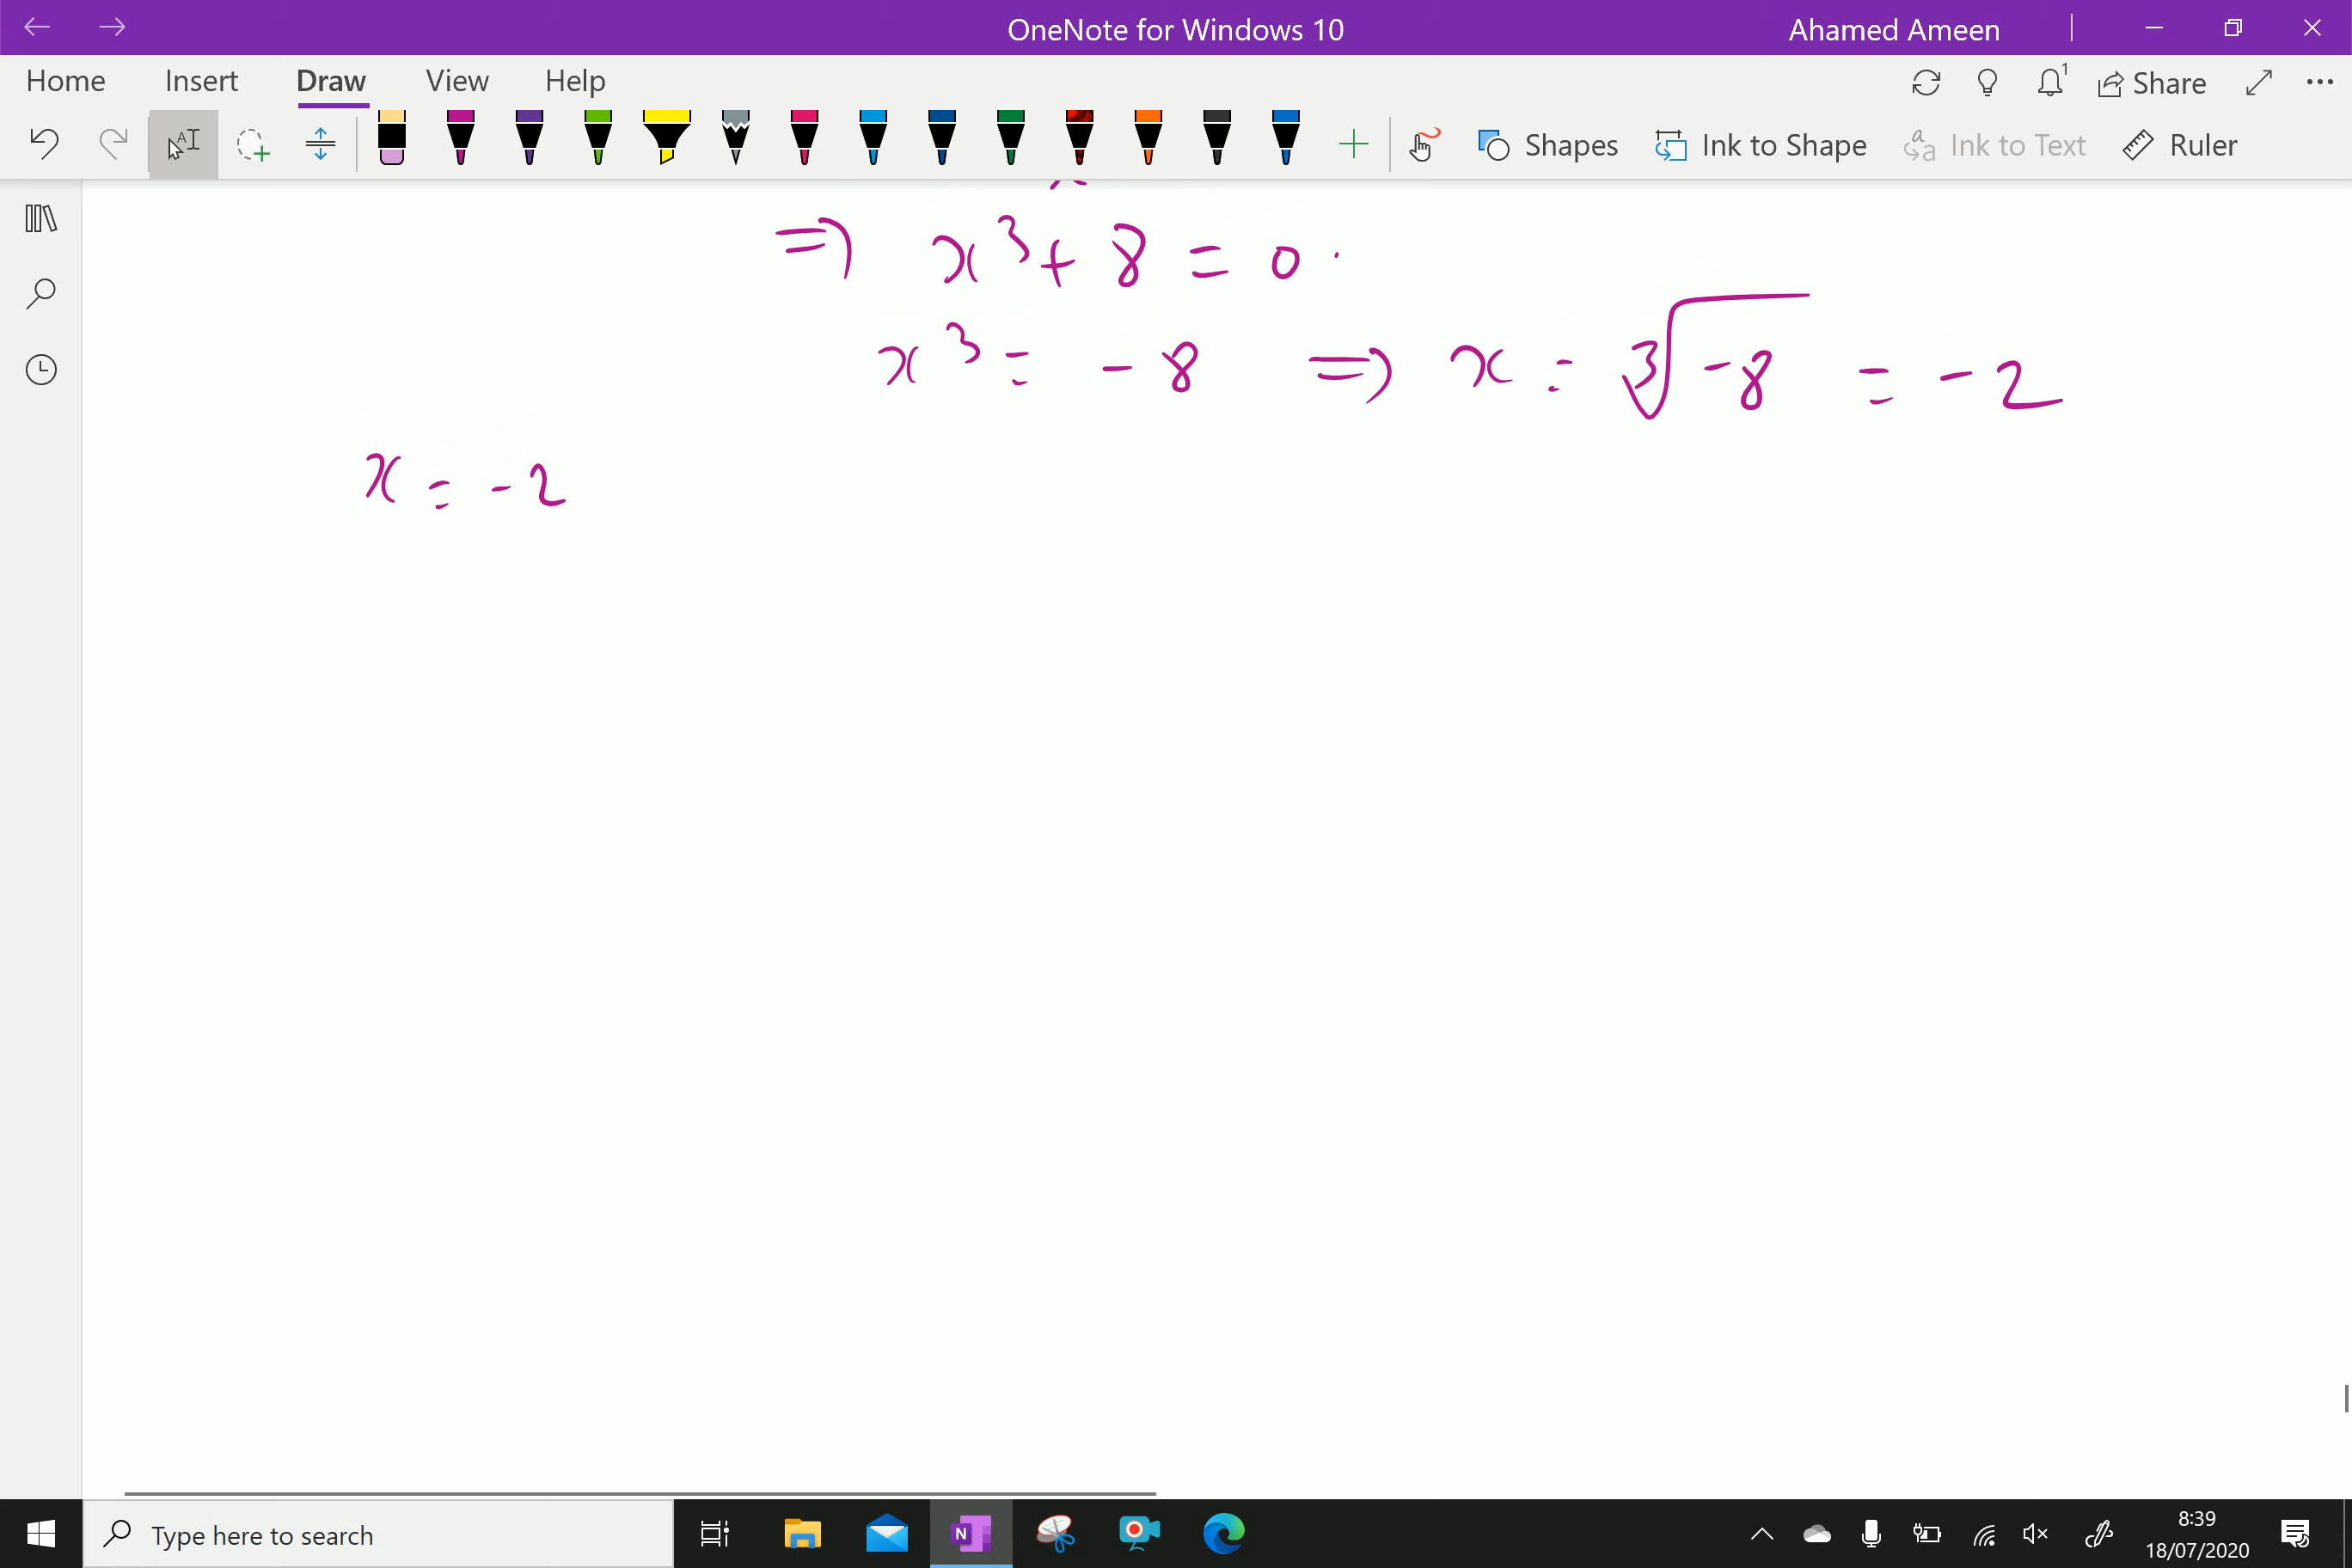 OneNote for Windows 10 Ahamed Ameen
Home Insert Draw View Help 1 Share
Shapes Ink to Shape Ink to Text Ruler
⇒ x³ + 8 = 0 .
x³ = - 8 ⇒ x = ∛-8 = - 2
x = - 2
Type here to search
8:39
18/07/2020